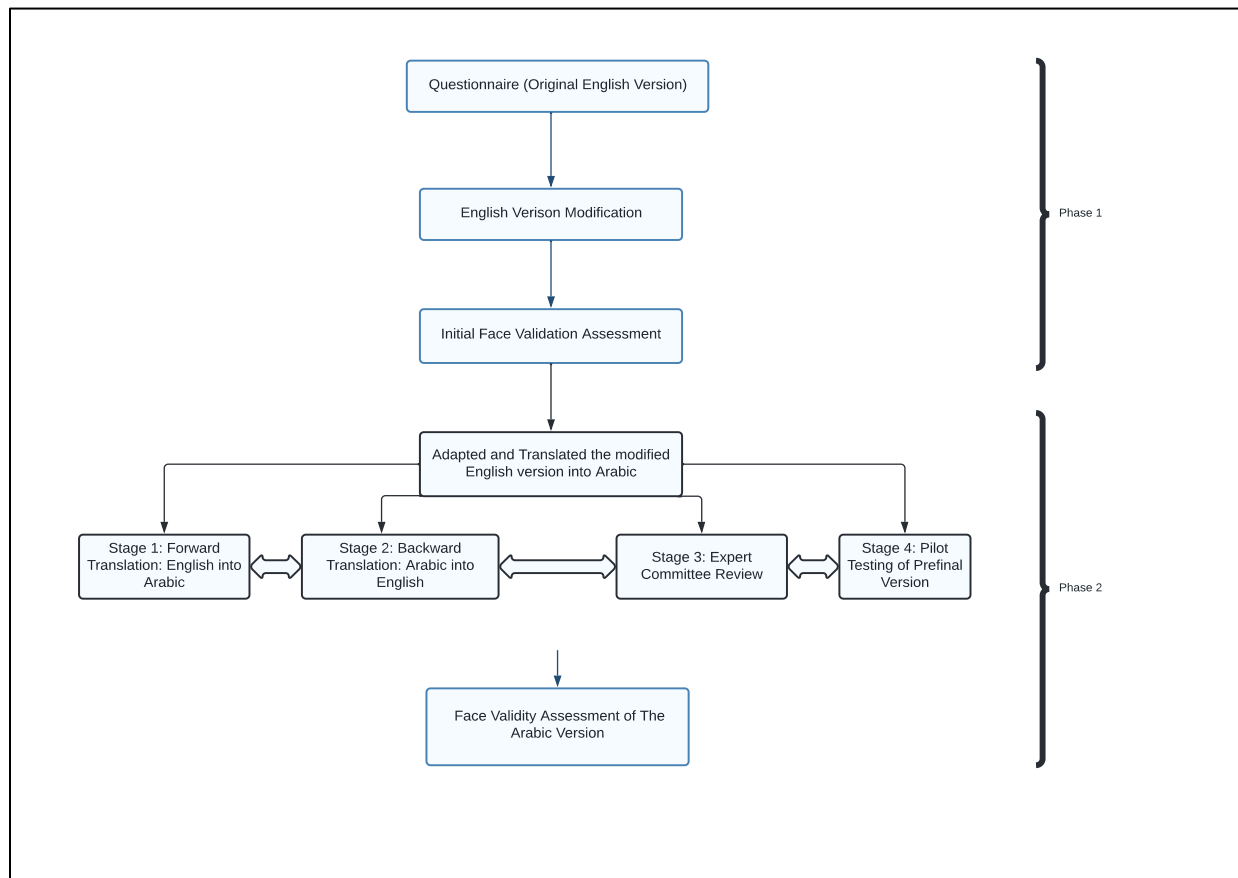 Questionnaire (Original English Version)
English Verison Modification
Phase 1
Initial Face Validation Assessment
Adapted and Translated the modified
English version into Arabic
Stage 1: Forward
Translation: English into
Arabic
Stage 2: Backward
Translation: Arabic into
English
Stage 3: Expert
Committee Review
Stage 4: Pilot
Testing of Prefinal
Version
Phase 2
Face Validity Assessment of The
Arabic Version